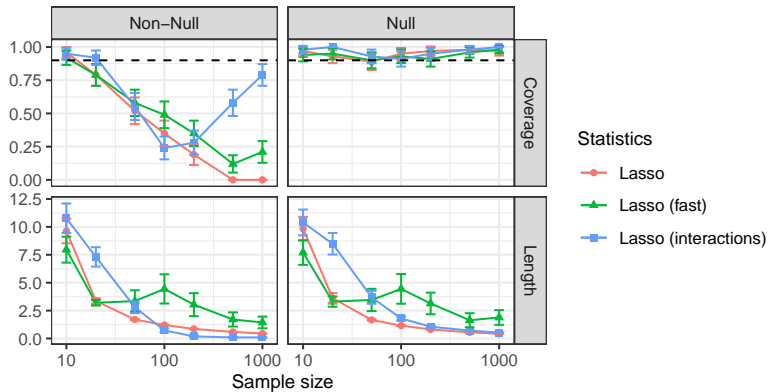 Non−Null
Null
1.00
0.75
0.50
0.25
0.00
Coverage
12.5
10.0
7.5
5.0
2.5
0.0
Length
10
100
1000
10
100
1000
Sample size
Statistics
Lasso
Lasso (fast)
Lasso (interactions)